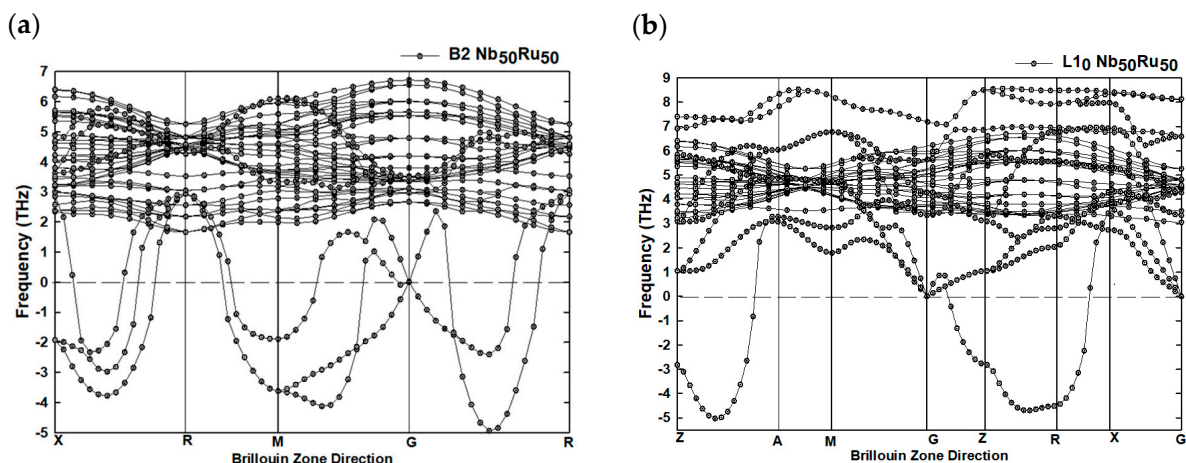 (a)
B2 Nb50Ru50
7
6
5
4
3
2
1
0
-1
-2
-3
-4
-5
Frequency (THz)
X R M G R
Brillouin Zone Direction
(b)
L10 Nb50Ru50
9
8
7
6
5
4
3
2
1
0
-1
-2
-3
-4
-5
Frequency (THz)
Z A M G Z R X G
Brillouin Zone Direction